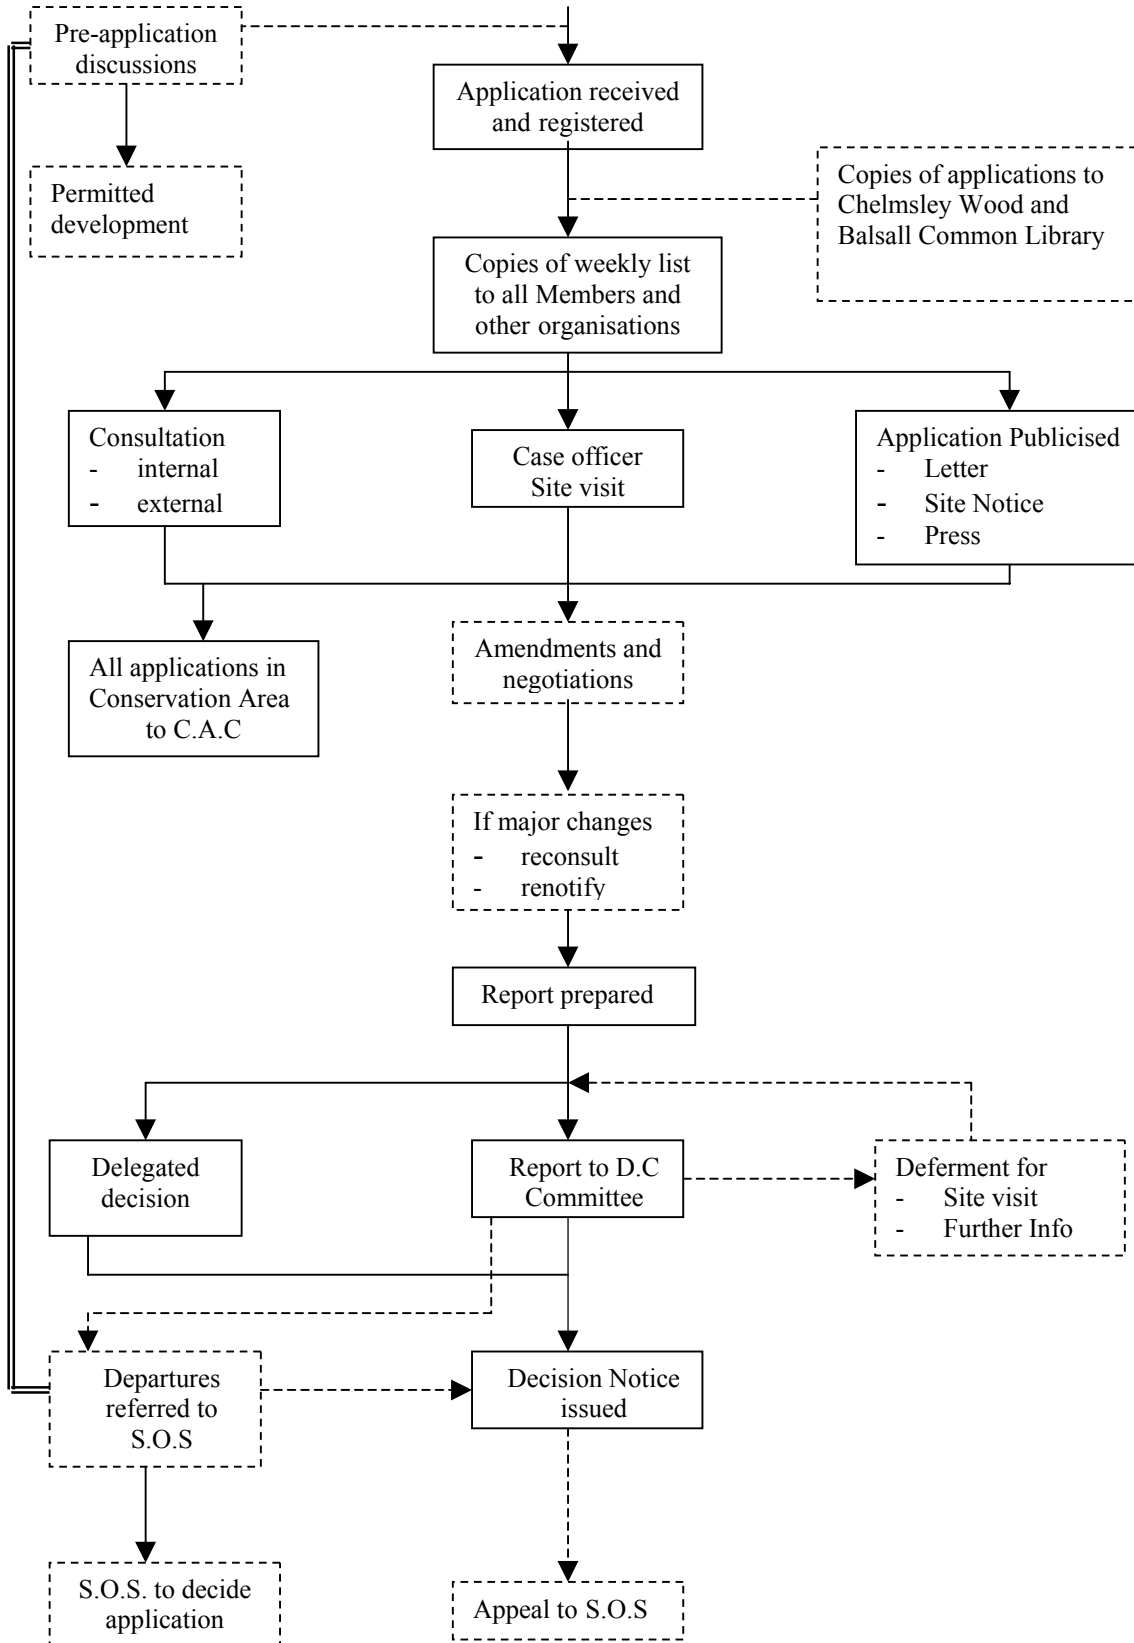 Pre-application
discussions
Application received
and registered
Permitted
development
Copies of applications to
Chelmsley Wood and
Balsall Common Library
Copies of weekly list
to all Members and
other organisations
Consultation
- internal
- external
Case officer
Site visit
Application Publicised
- Letter
- Site Notice
- Press
All applications in
Conservation Area
to C.A.C
Amendments and
negotiations
If major changes
- reconsult
- renotify
Report prepared
Delegated
decision
Report to D.C
Committee
Deferment for
- Site visit
- Further Info
Departures
referred to
S.O.S
Decision Notice
issued
S.O.S. to decide
application
Appeal to S.O.S